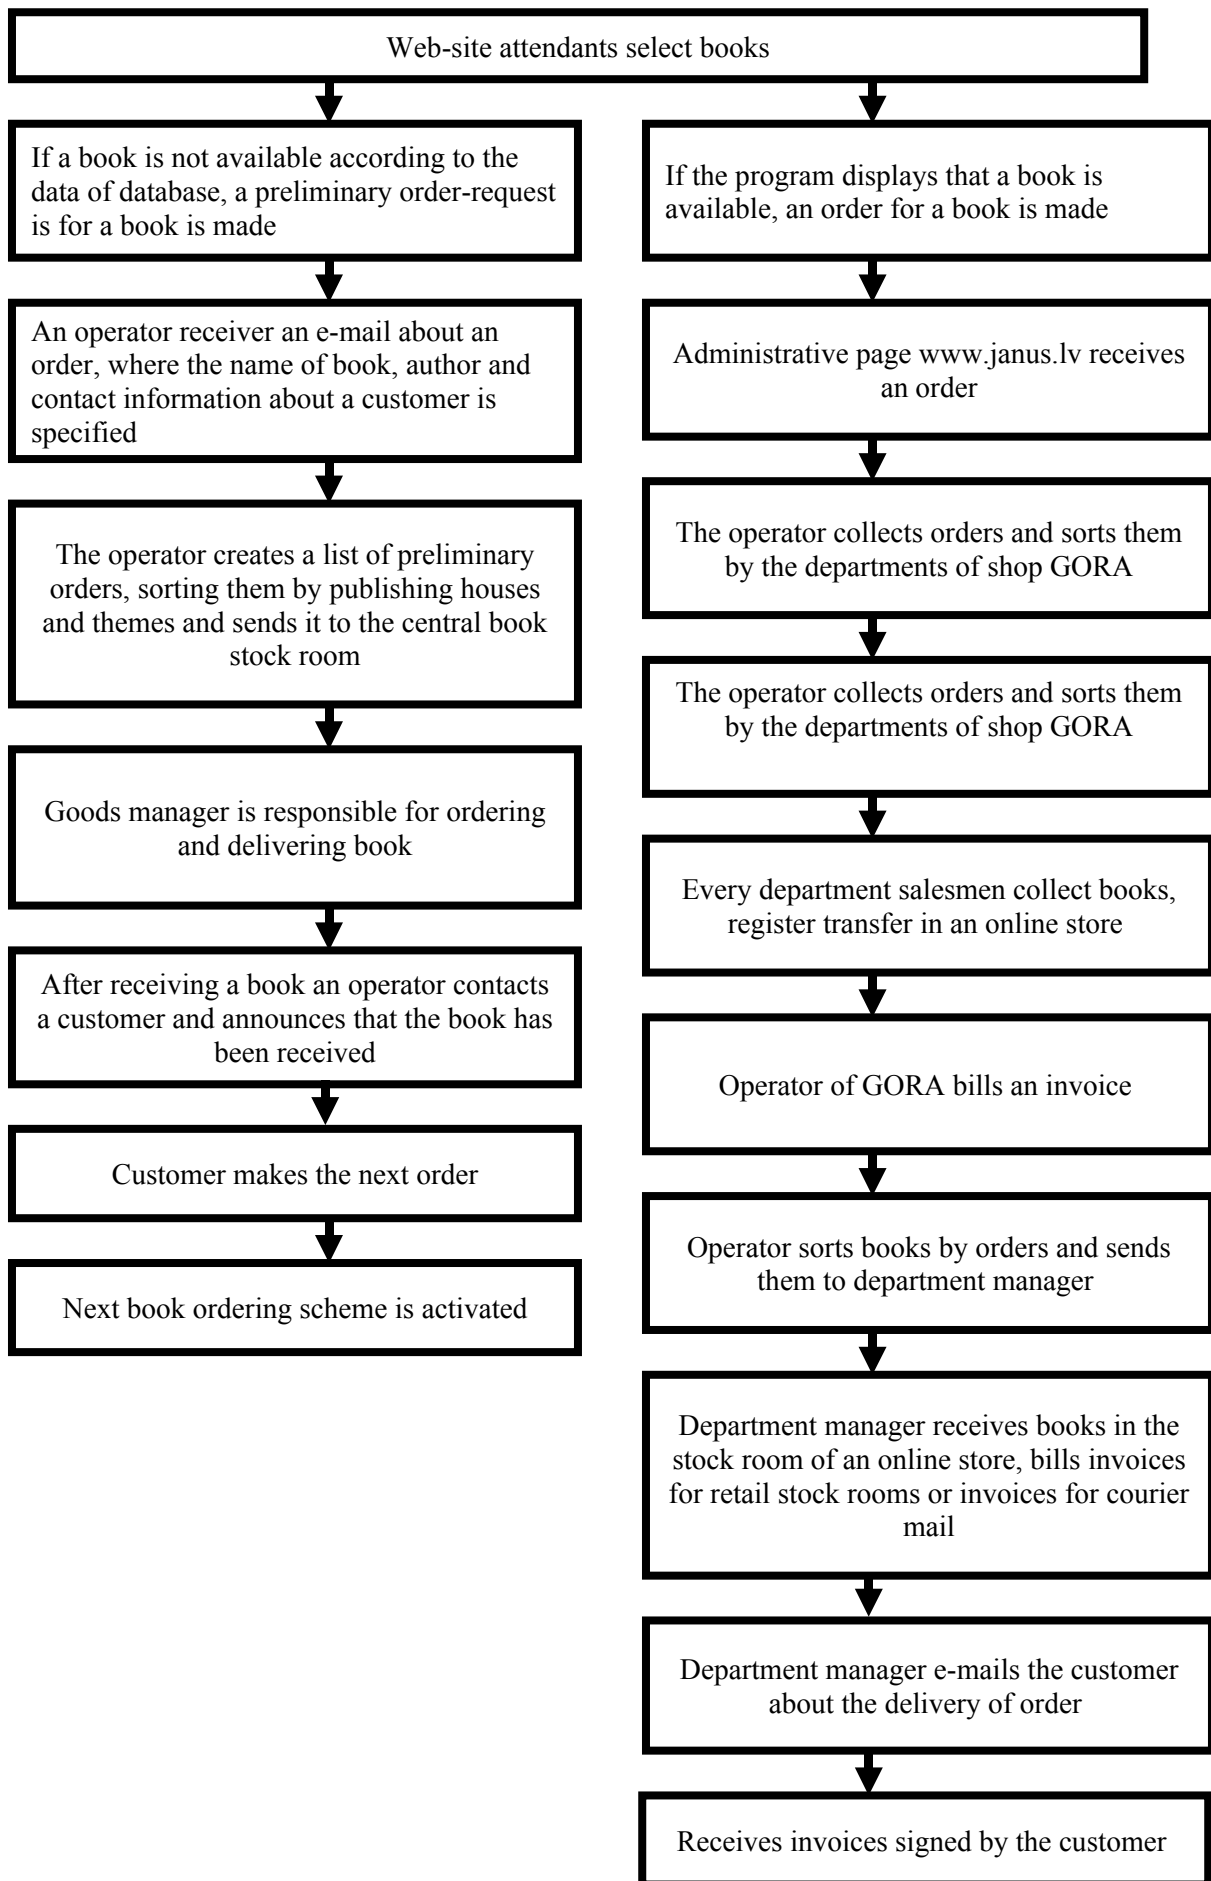 Web-site attendants select books
If a book is not available according to the
data of database, a preliminary order-request
is for a book is made
An operator receiver an e-mail about an
order, where the name of book, author and
contact information about a customer is
specified
The operator creates a list of preliminary
orders, sorting them by publishing houses
and themes and sends it to the central book
stock room
Goods manager is responsible for ordering
and delivering book
After receiving a book an operator contacts
a customer and announces that the book has
been received
Customer makes the next order
Next book ordering scheme is activated
If the program displays that a book is
available, an order for a book is made
Administrative page www.janus.lv receives
an order
The operator collects orders and sorts them
by the departments of shop GORA
The operator collects orders and sorts them
by the departments of shop GORA
Every department salesmen collect books,
register transfer in an online store
Operator of GORA bills an invoice
Operator sorts books by orders and sends
them to department manager
Department manager receives books in the
stock room of an online store, bills invoices
for retail stock rooms or invoices for courier
mail
Department manager e-mails the customer
about the delivery of order
Receives invoices signed by the customer